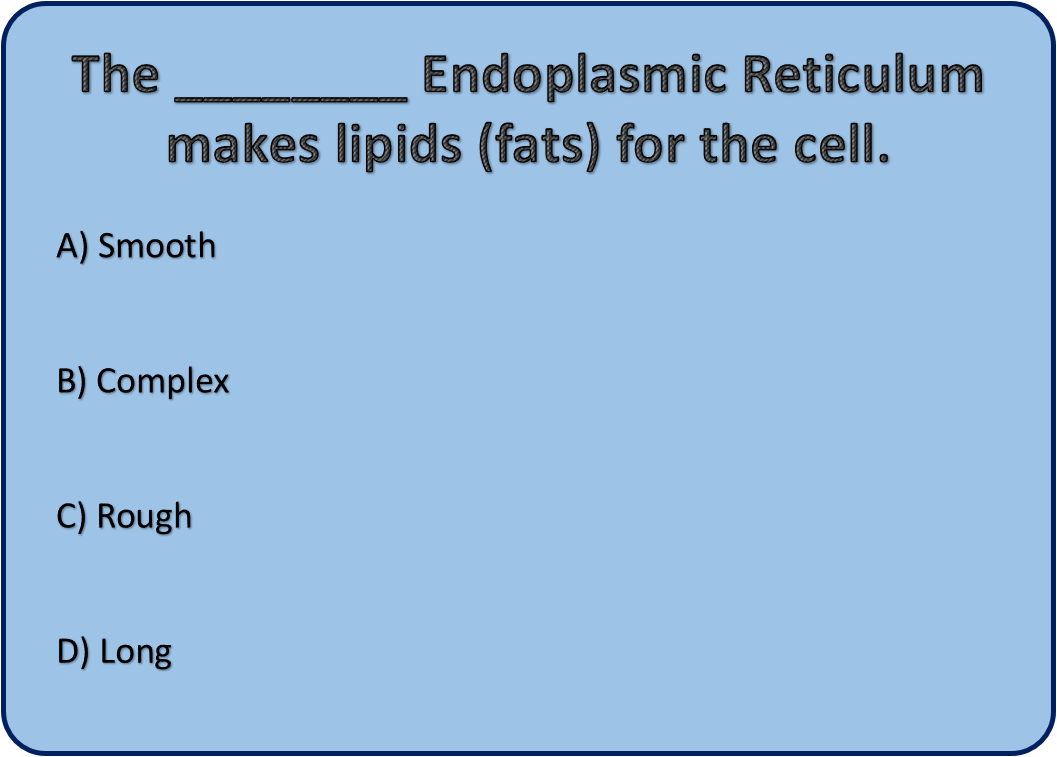 The ________ Endoplasmic Reticulum
makes lipids (fats) for the cell.
A) Smooth
B) Complex
C) Rough
D) Long